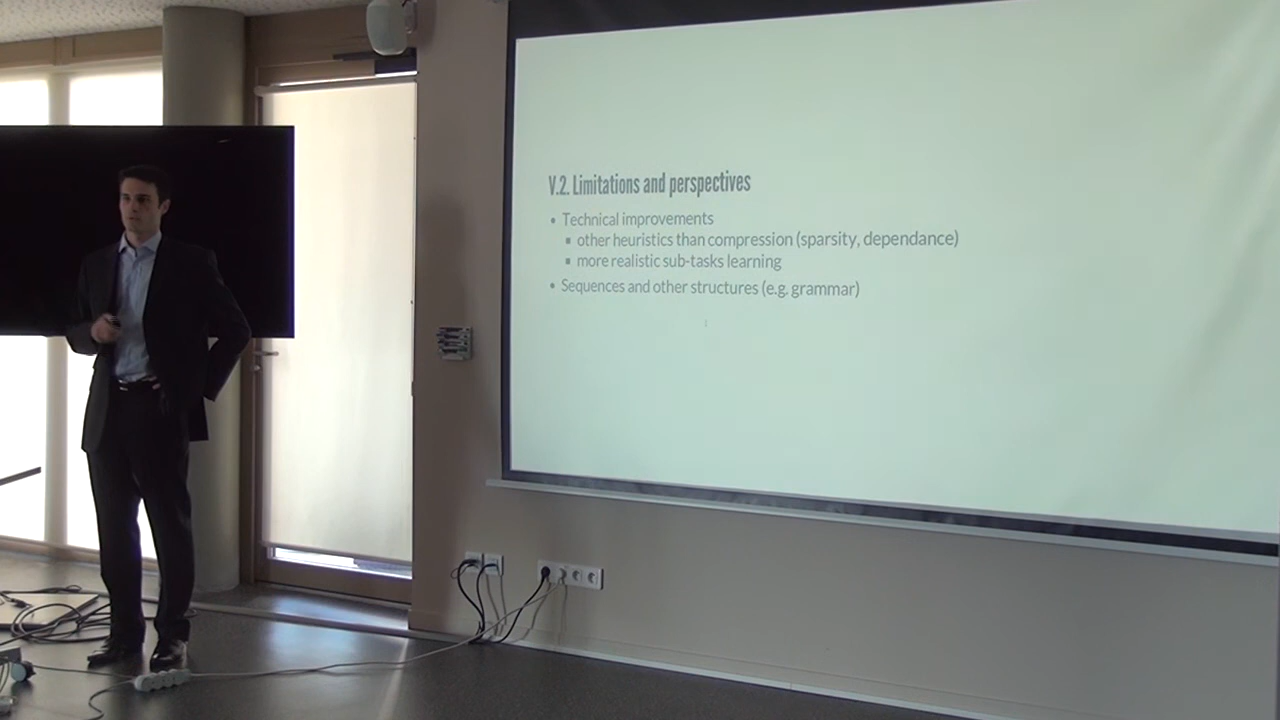 V.2. Limitations and perspectives
• Technical improvements
▪ other heuristics than compression (sparsity, dependance)
▪ more realistic sub-tasks learning
• Sequences and other structures (e.g. grammar)